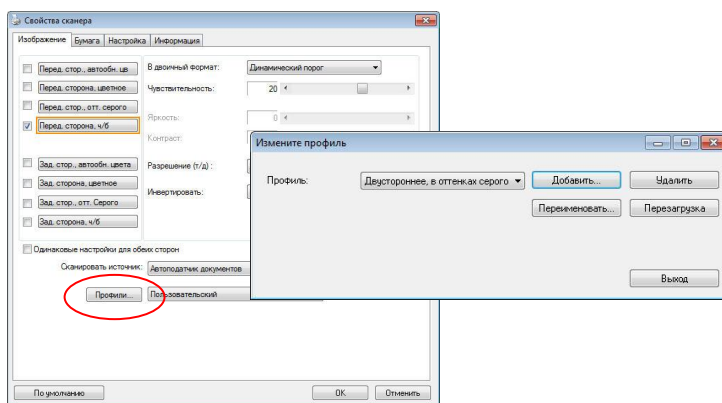 Свойства сканера
Изображение Бумага Настройка Информация
Перед. стор., автообн. цв
Перед. сторона, цветное
Перед. стор., отт. серого
Перед. сторона, ч/б
Зад. стор., автообн. цвета
Зад. сторона, цветное
Зад. стор., отт. Серого
Зад. сторона, ч/б
В двоичный формат: Динамический порог
Чувствительность: 20
Яркость: 0
Контраст:
Разрешение (т/д) :
Инвертировать:
Одинаковые настройки для обеих сторон
Сканировать источник: Автоподатчик документов
Профили... Пользовательский
По умолчанию OK Отменить
Измените профиль
Профиль: Двустороннее, в оттенках серого Добавить... Удалить
Переименовать... Перезагрузка
Выход